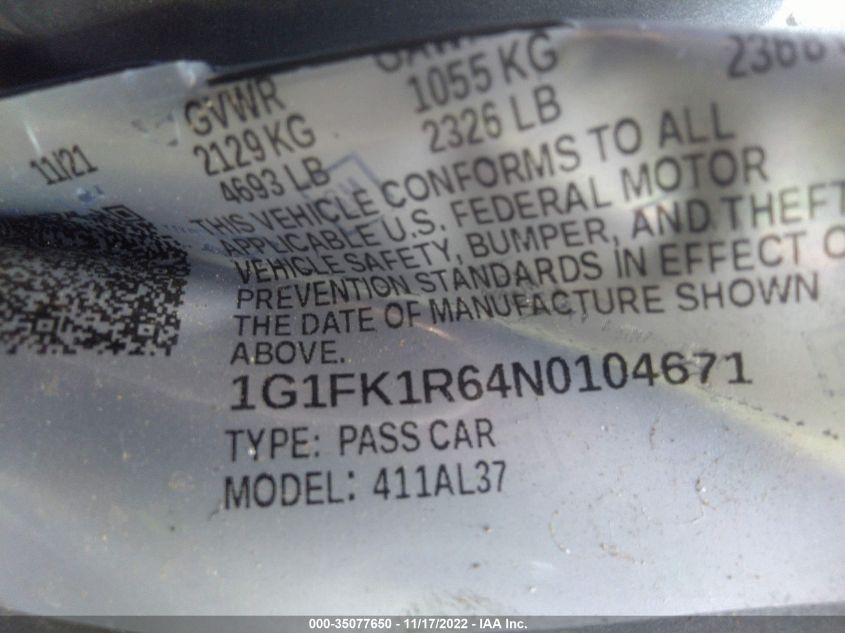 11/21
GVWR
2129 KG
4693 LB
1055 KG
2326 LB
THIS VEHICLE CONFORMS TO ALL
APPLICABLE U.S. FEDERAL MOTOR
VEHICLE SAFETY, BUMPER, AND THEFT
PREVENTION STANDARDS IN EFFECT
THE DATE OF MANUFACTURE SHOWN
ABOVE.
1G1FK1R64N0104671
TYPE: PASS CAR
MODEL: 411AL37
000-35077650 - 11/17/2022 - IAA Inc.